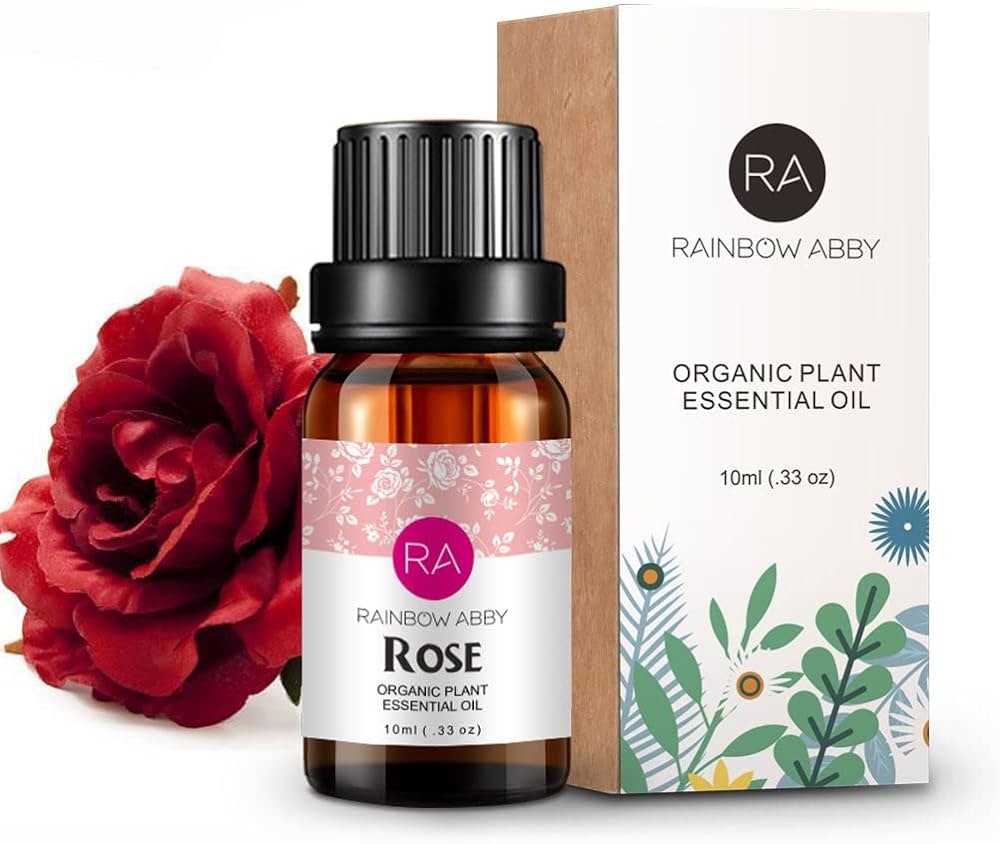 RA
RAINBOW ABBY
ROSE
ORGANIC PLANT
ESSENTIAL OIL
10ml ( .33 oz)
RA
RAINBOW ABBY
ORGANIC PLANT
ESSENTIAL OIL
10ml (.33 oz)